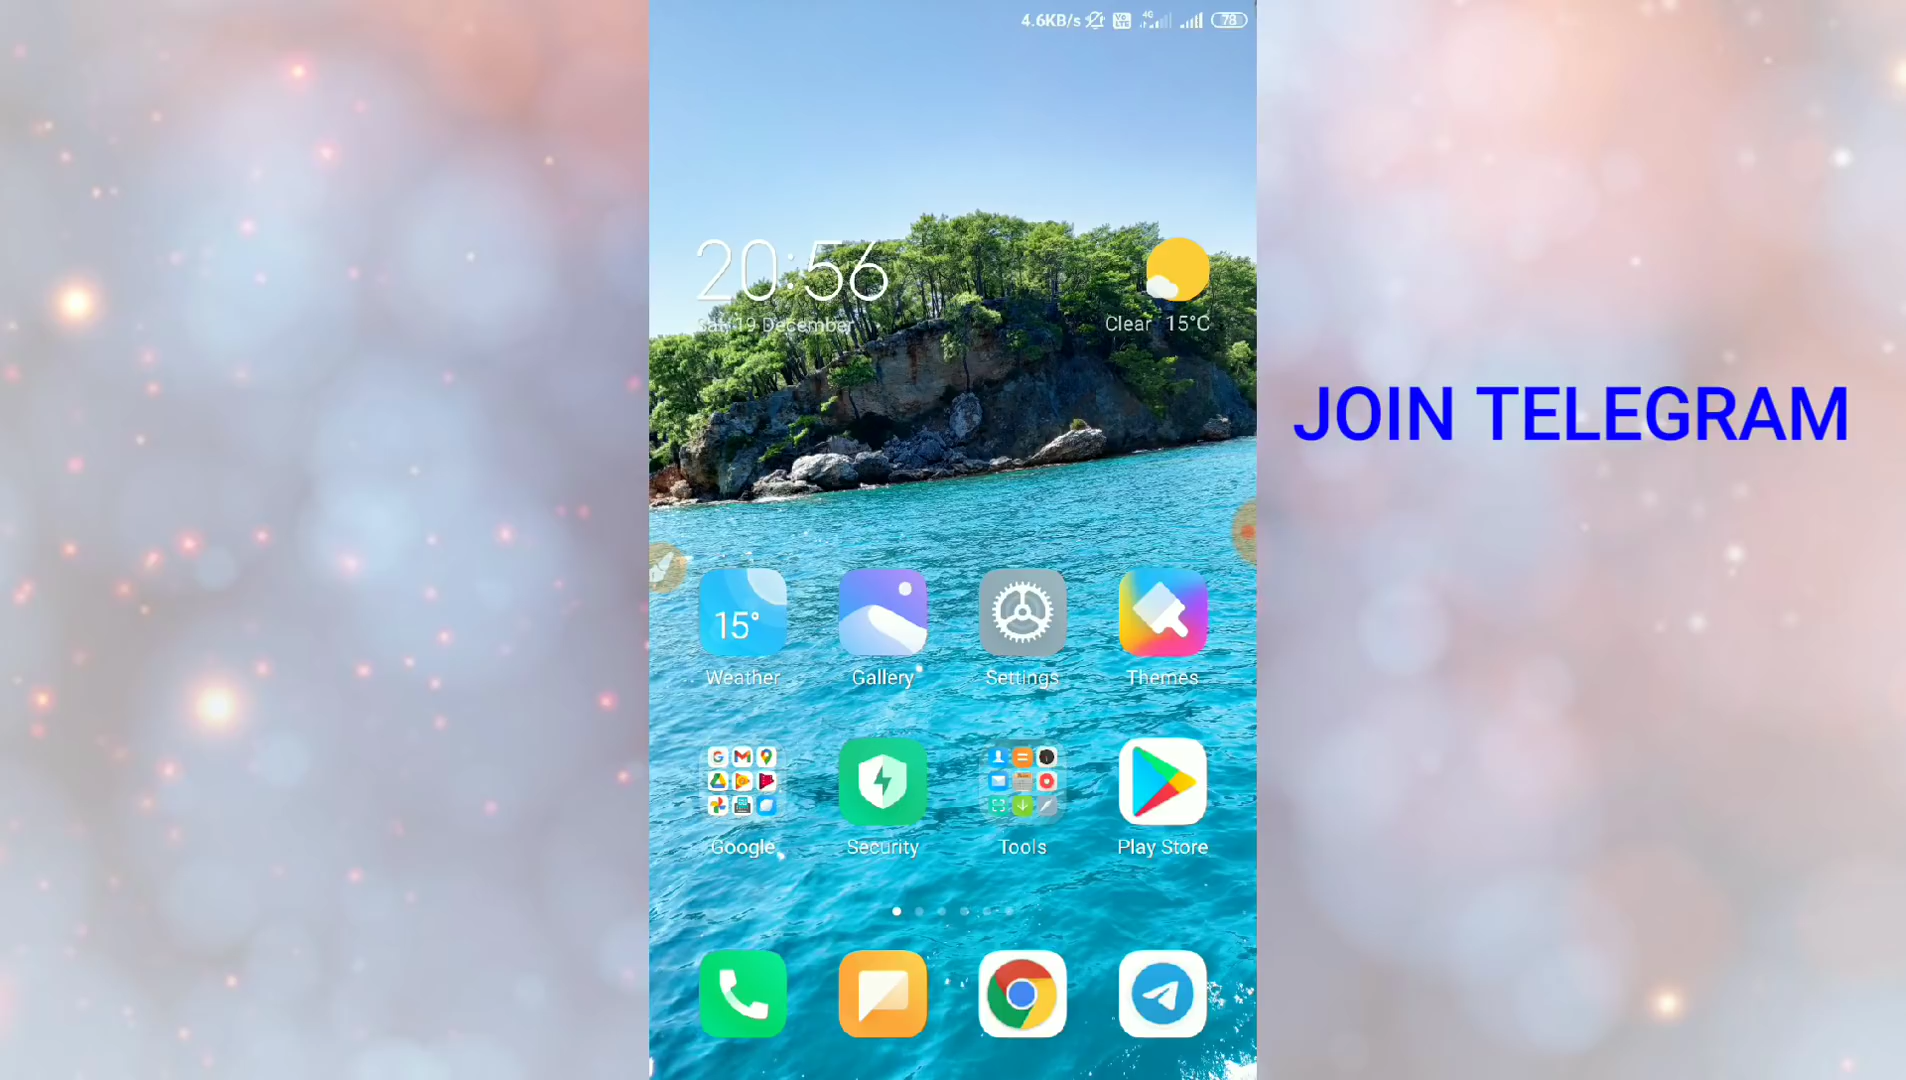 4.6KB/s 4G 78
20:56
Sat, 19 December
Clear 15°C
JOIN TELEGRAM
15°
Weather Gallery Settings Themes
Google Security Tools Play Store